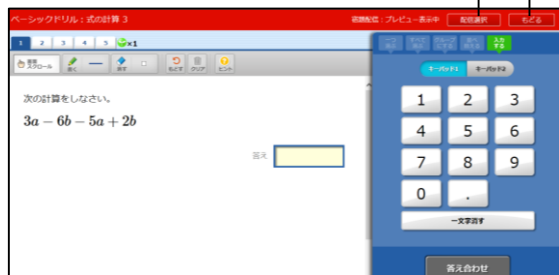 ベーシックドリル：式の計算 3
宿題配信：プレビュー表示中 配信選択 もどる
1 2 3 4 5 ×1
画面スクロール 書く 消す もどす クリア ヒント
入力する
キーパッド1 キーパッド2
次の計算をしなさい。
3a − 6b − 5a + 2b
答え
1 2 3
4 5 6
7 8 9
0 .
一文字消す
答え合わせ